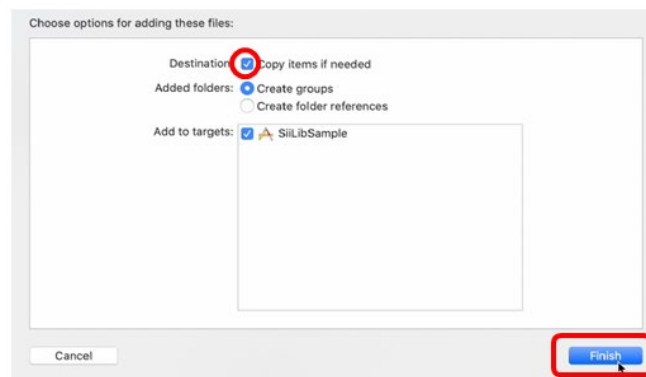 Choose options for adding these files:
Destination: Copy items if needed
Added folders: Create groups
Create folder references
Add to targets: SiiLibSample
Cancel
Finish